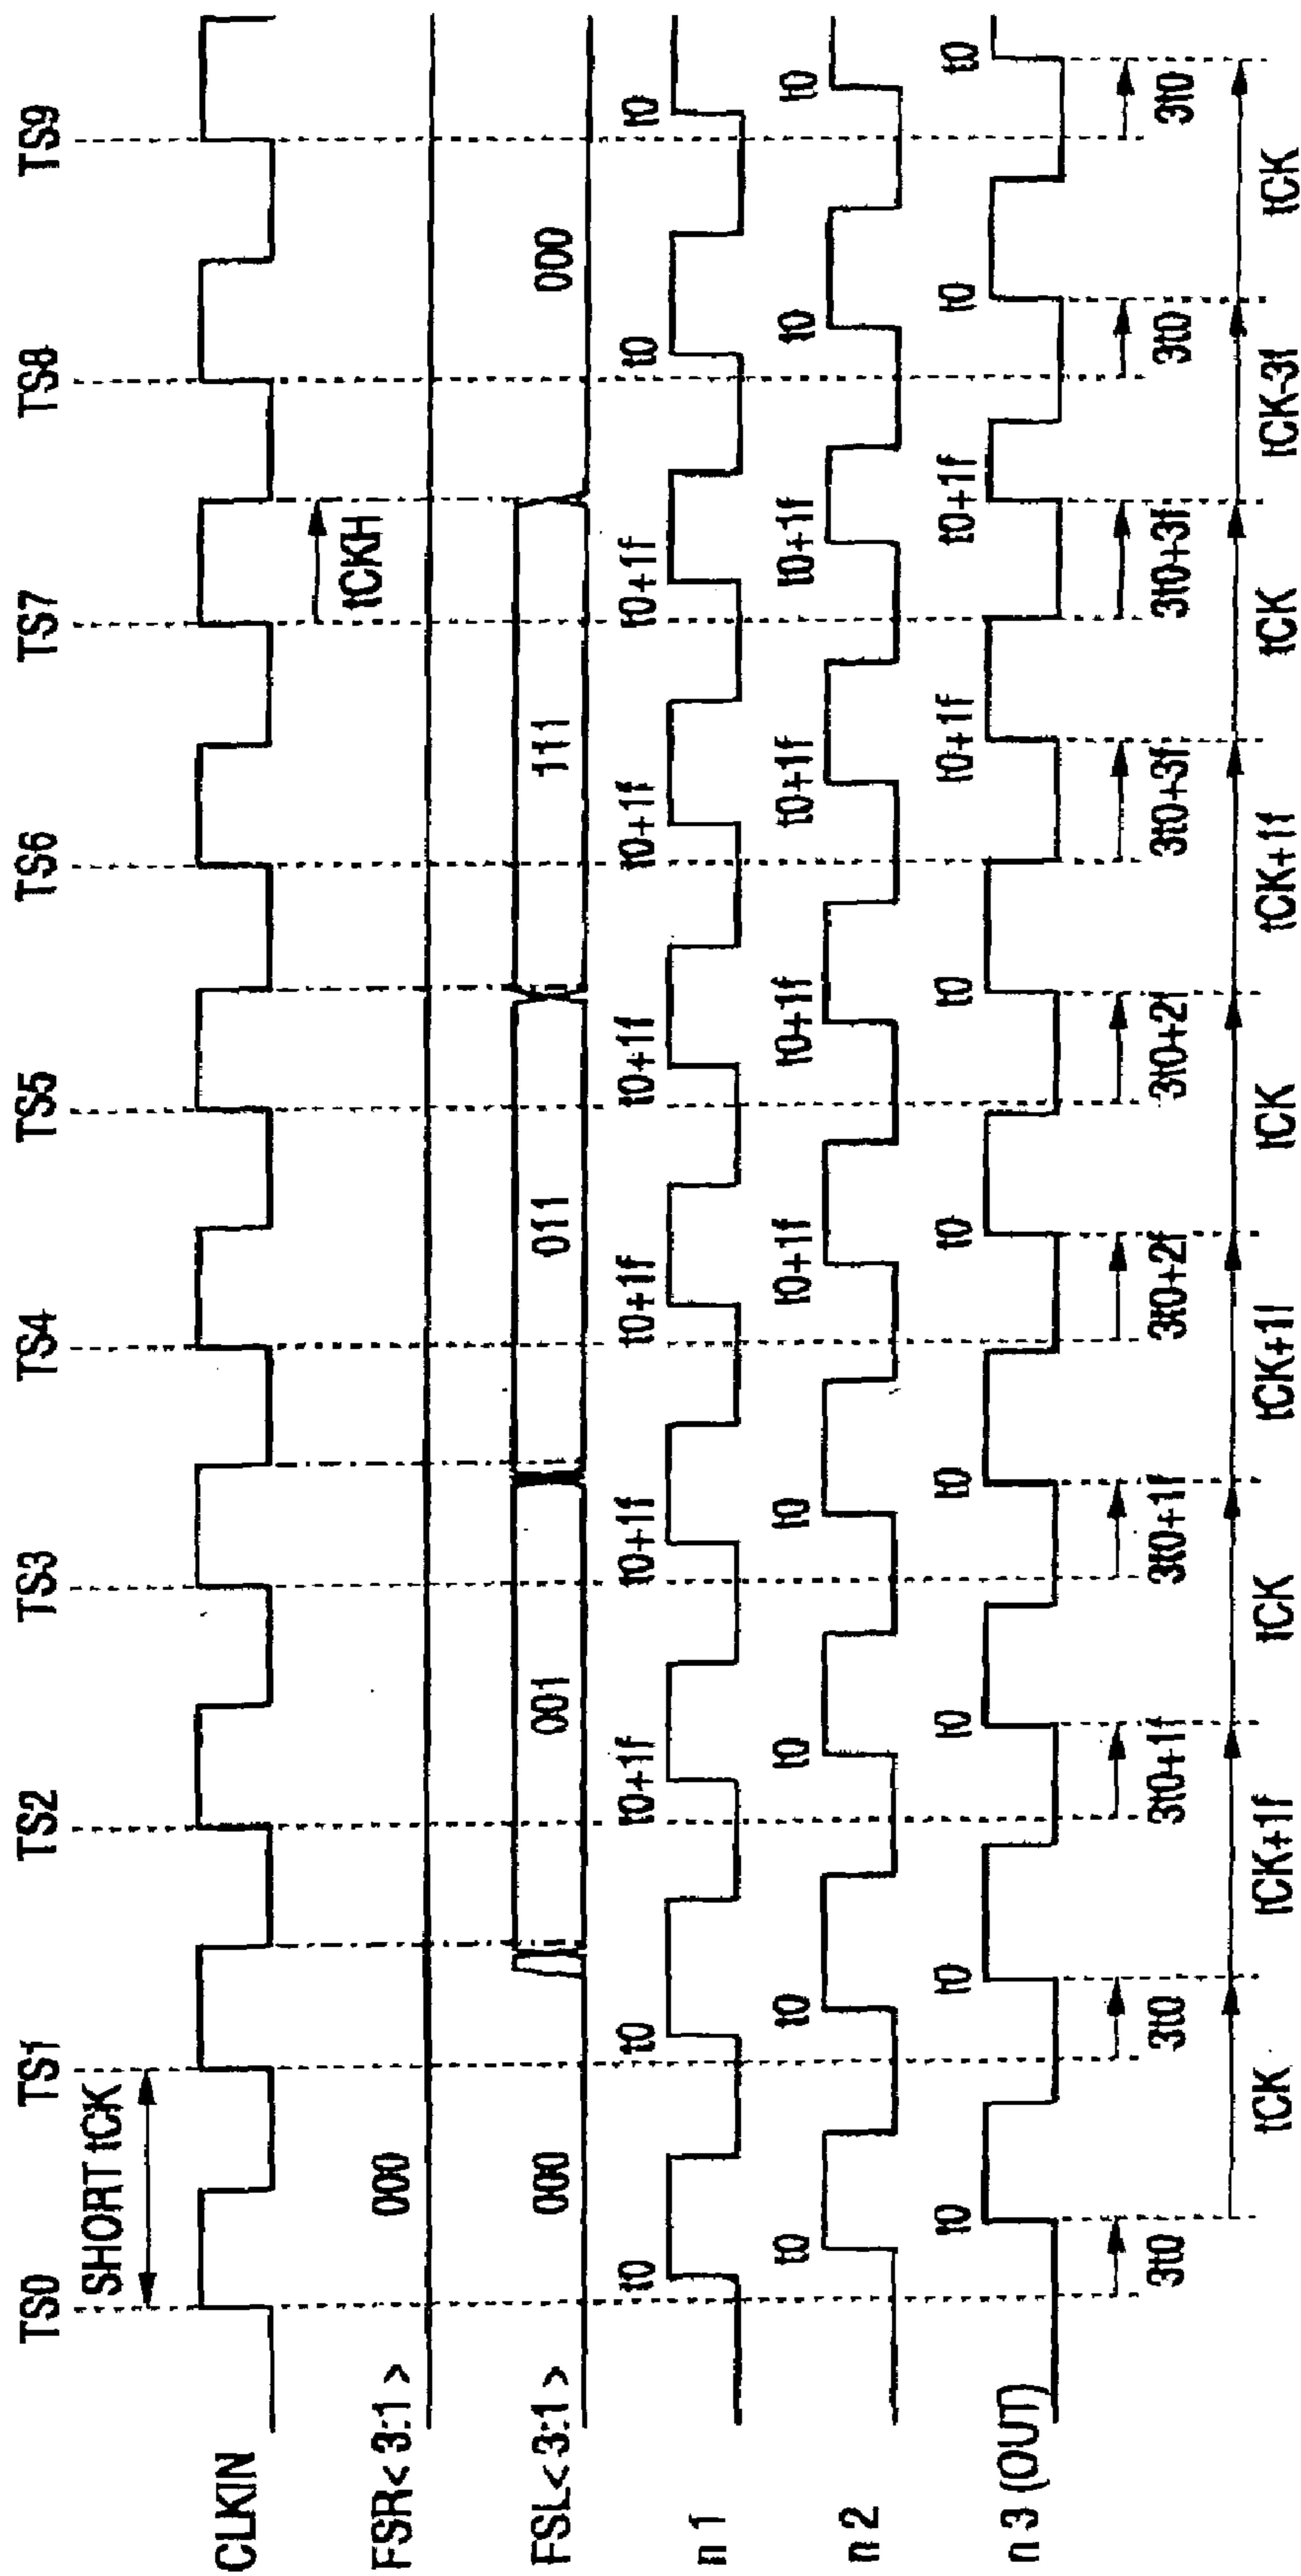 TS0 TS1 TS2 TS3 TS4 TS5 TS6 TS7 TS8 TS9
SHORT tCK
CLKIN
tCKH
FSR<3:1> 000
FSL<3:1> 000 001 011 111 000
n1 t0 t0 t0+1f t0+1f t0+1f t0+1f t0+1f t0+1f t0 t0
n2 t0 t0 t0 t0 t0+1f t0+1f t0+1f t0+1f t0 t0
n3 (OUT) t0 t0 t0 t0 t0 t0 t0+1f t0+1f t0 t0
3t0 3t0 3t0+1f 3t0+1f 3t0+2f 3t0+2f 3t0+3f 3t0+3f 3t0 3t0
tCK tCK+1f tCK tCK+1f tCK tCK+1f tCK tCK-3f tCK